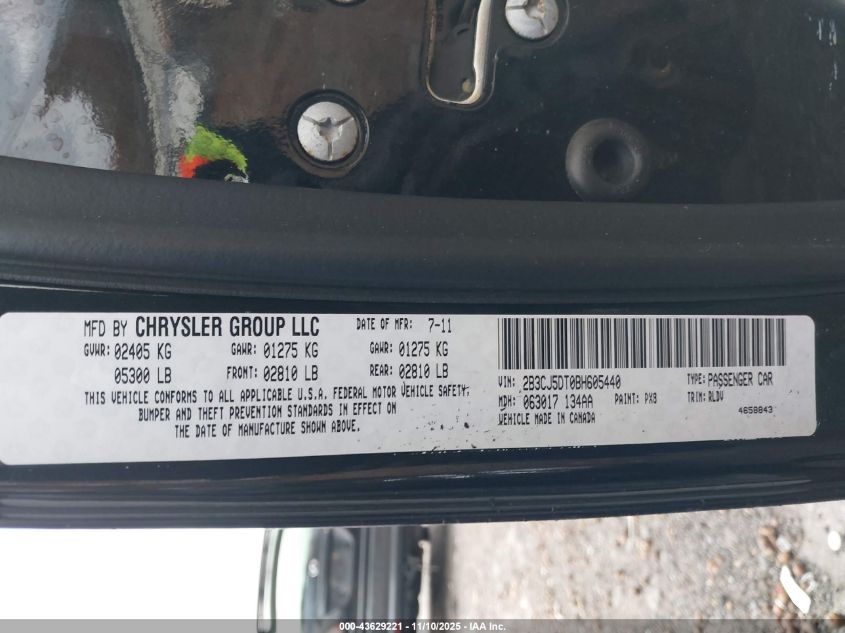 MFD BY CHRYSLER GROUP LLC DATE OF MFR: 7-11
GVWR: 02405 KG GAWR: 01275 KG GAWR: 01275 KG
05300 LB FRONT: 02810 LB REAR: 02810 LB
THIS VEHICLE CONFORMS TO ALL APPLICABLE U.S.A. FEDERAL MOTOR VEHICLE SAFETY,
BUMPER AND THEFT PREVENTION STANDARDS IN EFFECT ON
THE DATE OF MANUFACTURE SHOWN ABOVE.
VIN: 2B3CJ5DT0BH605440 TYPE: PASSENGER CAR
MDH: 063017 134AA PAINT: PX8 TRIM: RLDV
VEHICLE MADE IN CANADA 4658843
000-43629221 - 11/10/2025 - IAA Inc.